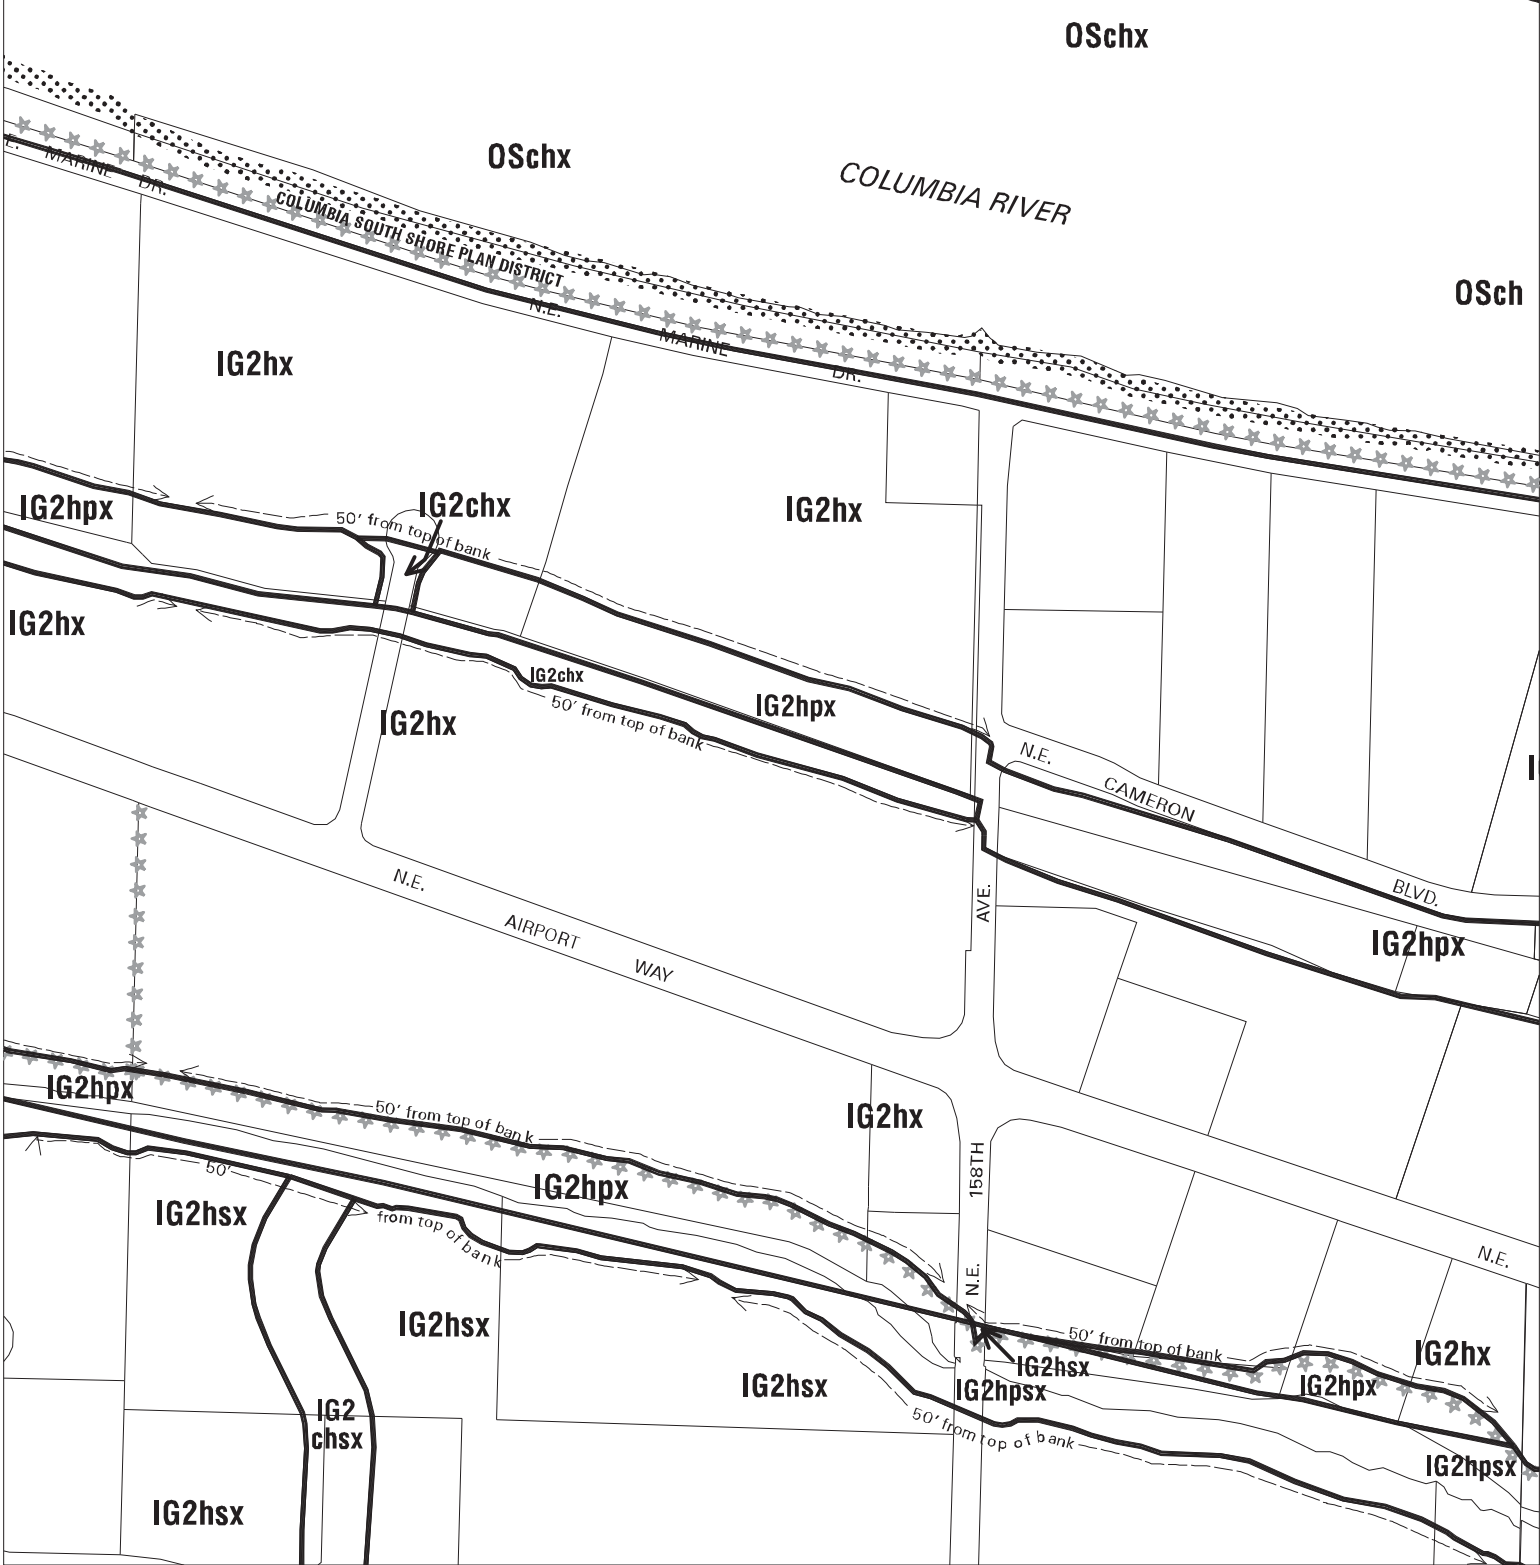 OSchx
OSchx
COLUMBIA RIVER
E. MARINE DR.
COLUMBIA SOUTH SHORE PLAN DISTRICT
OSch
N.E. MARINE DR.
IG2hx
IG2hpx
IG2chx
IG2hx
50' from top of bank
IG2hx
IG2chx
IG2hpx
50' from top of bank
IG2hx
N.E. CAMERON BLVD.
N.E. AIRPORT WAY
AVE.
IG2hpx
IG2hpx
50' from top of bank
IG2hx
158TH
N.E.
IG2hpx
50' from top of bank
IG2hsx
N.E.
IG2hsx
50' from top of bank
IG2hx
IG2hsx
IG2hpsx
IG2hpx
IG2hsx
IG2
chsx
50' from top of bank
IG2hpsx
IG2hsx